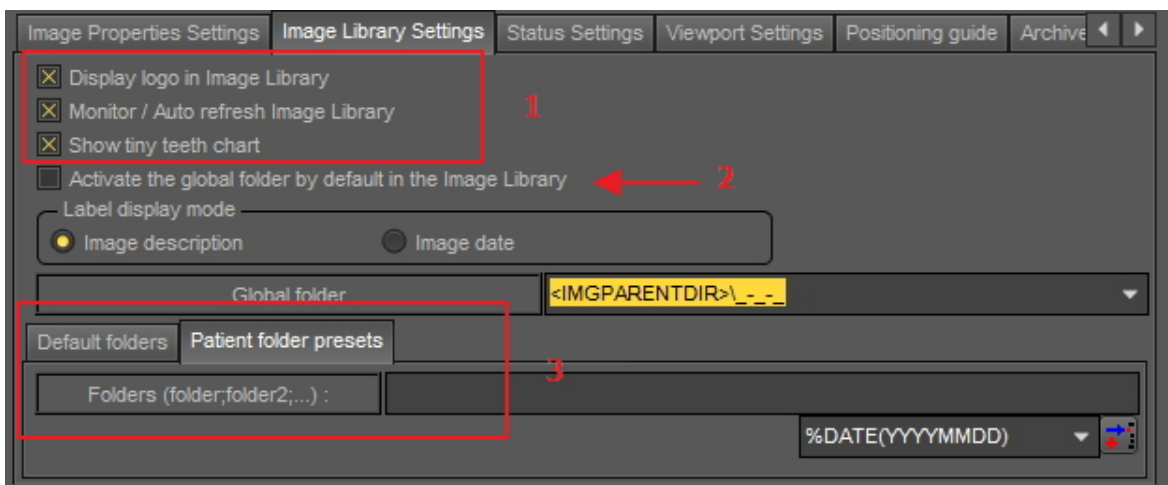 Image Properties Settings Image Library Settings Status Settings Viewport Settings Positioning guide Archive
Display logo in Image Library
Monitor / Auto refresh Image Library 1
Show tiny teeth chart
Activate the global folder by default in the Image Library 2
Label display mode
Image description Image date
Global folder <IMGPARENTDIR>\_-_-_
Default folders Patient folder presets
Folders (folder;folder2;...) : 3
%DATE(YYYYMMDD)